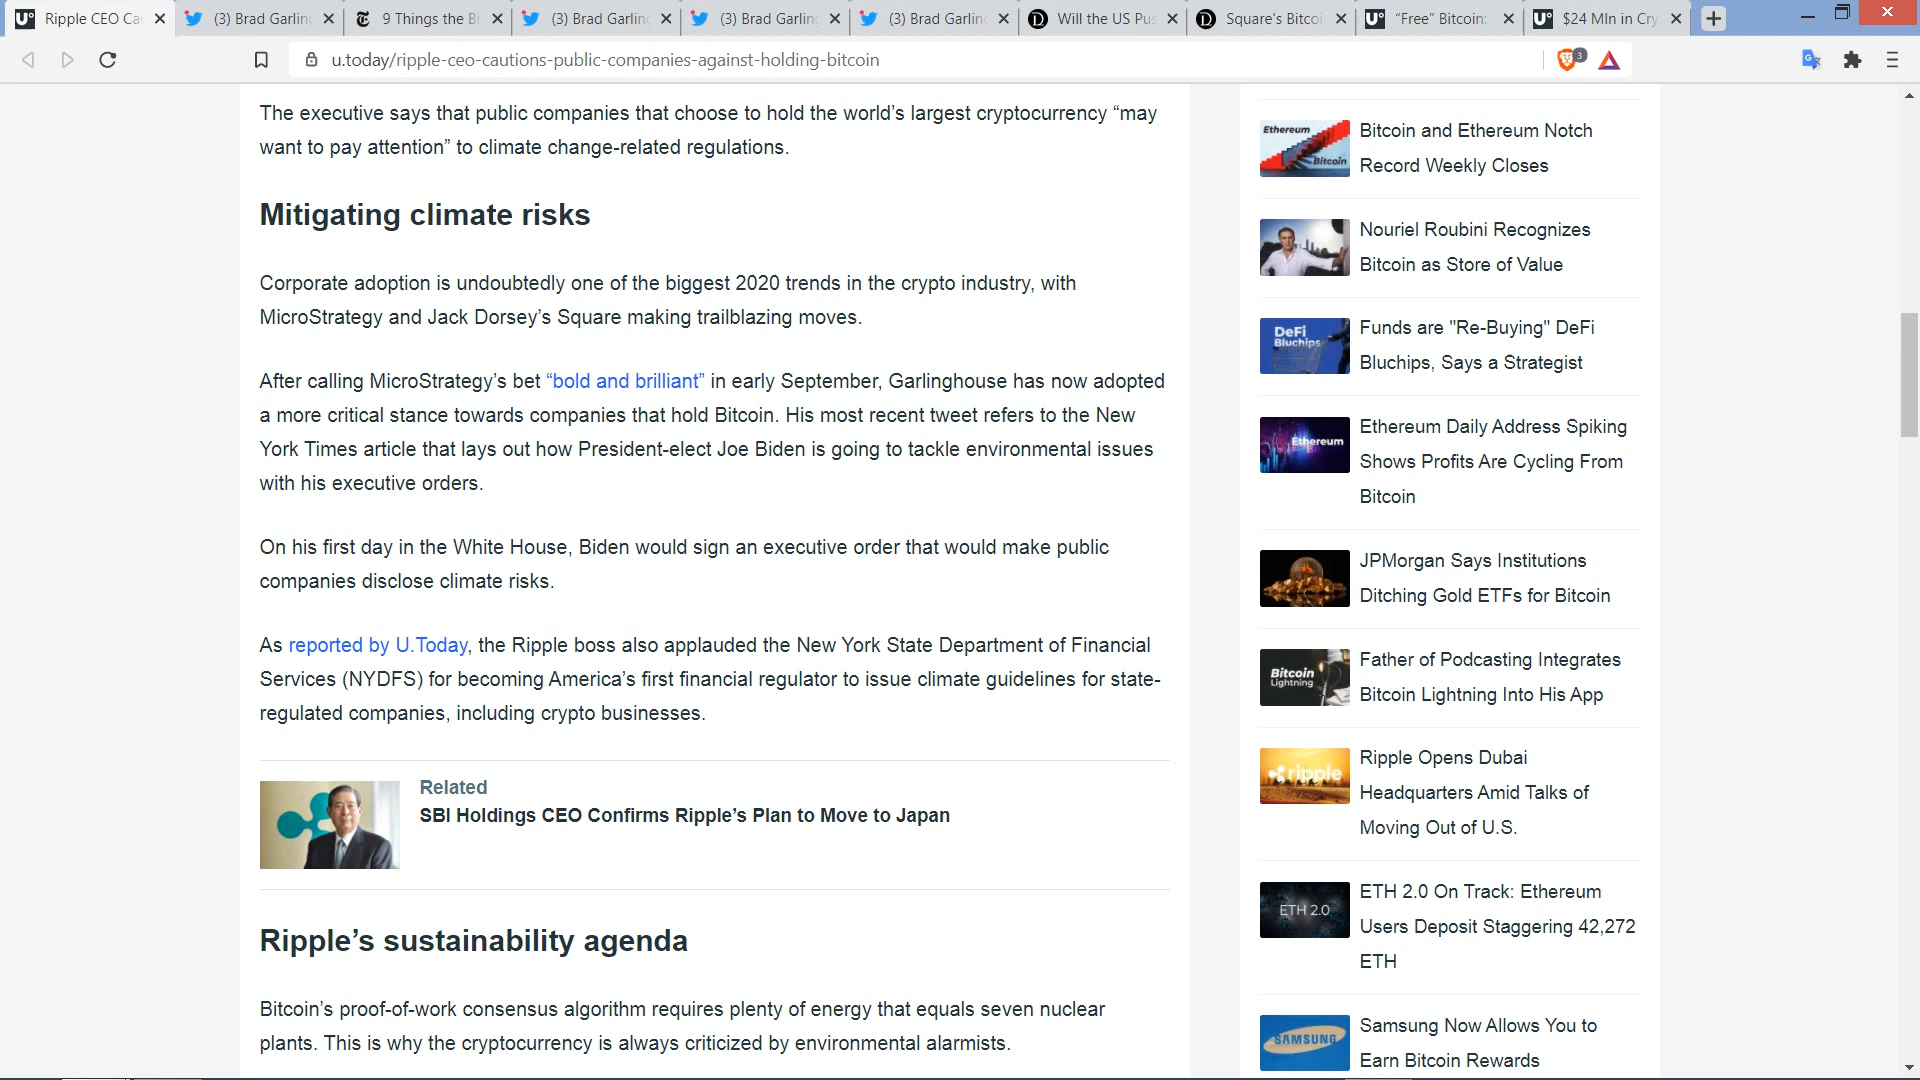 Ripple CEO Ca
(3) Brad Garling
9 Things the Bi
(3) Brad Garling
(3) Brad Garling
(3) Brad Garling
Will the US Pus
Square's Bitcoi
“Free” Bitcoin:
$24 Mln in Cry
u.today/ripple-ceo-cautions-public-companies-against-holding-bitcoin
3
The executive says that public companies that choose to hold the world’s largest cryptocurrency “may
want to pay attention” to climate change-related regulations.
Mitigating climate risks
Corporate adoption is undoubtedly one of the biggest 2020 trends in the crypto industry, with
MicroStrategy and Jack Dorsey’s Square making trailblazing moves.
After calling MicroStrategy’s bet “bold and brilliant” in early September, Garlinghouse has now adopted
a more critical stance towards companies that hold Bitcoin. His most recent tweet refers to the New
York Times article that lays out how President-elect Joe Biden is going to tackle environmental issues
with his executive orders.
On his first day in the White House, Biden would sign an executive order that would make public
companies disclose climate risks.
As reported by U.Today, the Ripple boss also applauded the New York State Department of Financial
Services (NYDFS) for becoming America’s first financial regulator to issue climate guidelines for state-
regulated companies, including crypto businesses.
Related
SBI Holdings CEO Confirms Ripple’s Plan to Move to Japan
Ripple’s sustainability agenda
Bitcoin’s proof-of-work consensus algorithm requires plenty of energy that equals seven nuclear
plants. This is why the cryptocurrency is always criticized by environmental alarmists.
Ethereum
Bitcoin
Bitcoin and Ethereum Notch
Record Weekly Closes
Nouriel Roubini Recognizes
Bitcoin as Store of Value
DeFi
Bluchips
Funds are "Re-Buying" DeFi
Bluchips, Says a Strategist
Ethereum
Ethereum Daily Address Spiking
Shows Profits Are Cycling From
Bitcoin
JPMorgan Says Institutions
Ditching Gold ETFs for Bitcoin
Bitcoin
Lightning
Father of Podcasting Integrates
Bitcoin Lightning Into His App
ripple
Ripple Opens Dubai
Headquarters Amid Talks of
Moving Out of U.S.
ETH 2.0
ETH 2.0 On Track: Ethereum
Users Deposit Staggering 42,272
ETH
SAMSUNG
Samsung Now Allows You to
Earn Bitcoin Rewards